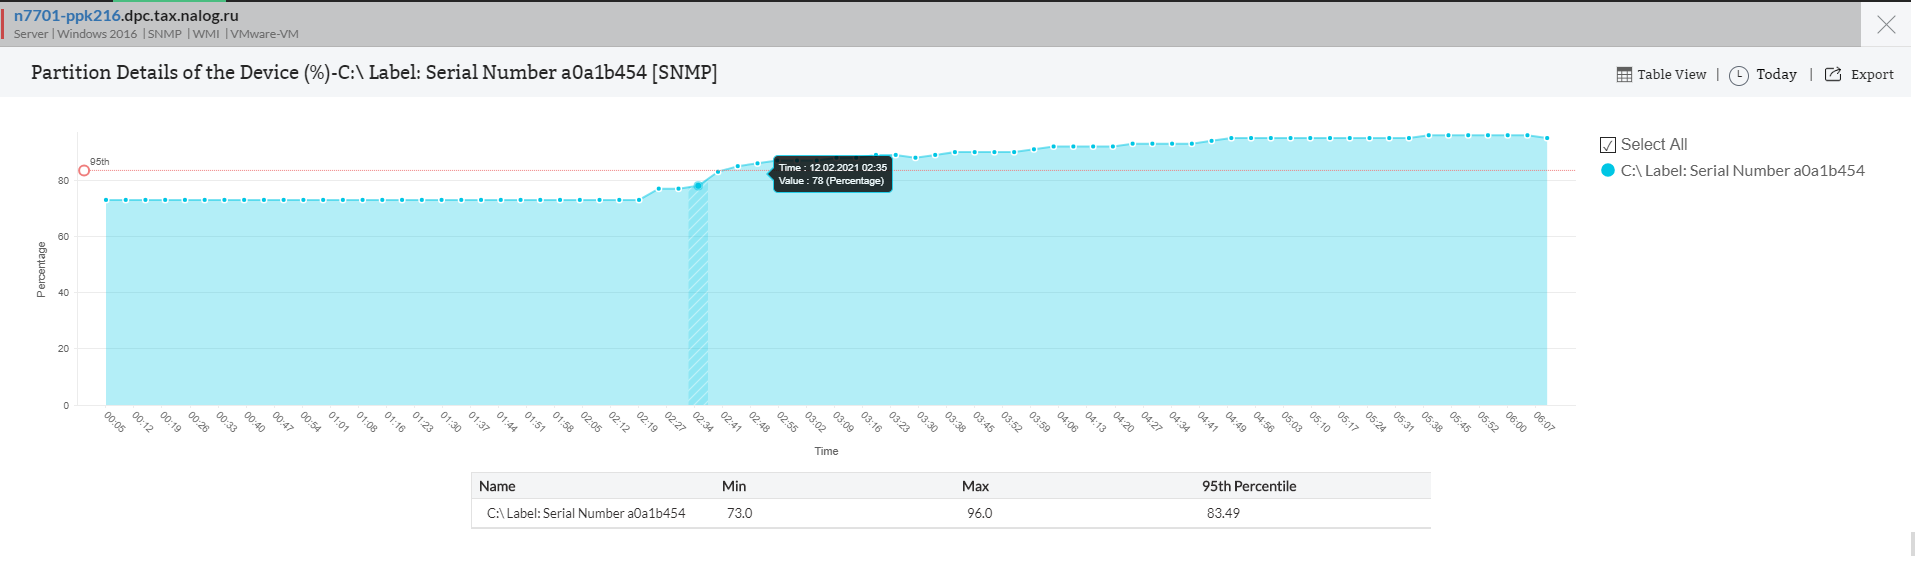 n7701-ppk216.dpc.tax.nalog.ru
Server | Windows 2016 | SNMP | WMI | VMware-VM
Partition Details of the Device (%)-C:\ Label: Serial Number a0a1b454 [SNMP]
Table View | Today | Export
Select All
C:\ Label: Serial Number a0a1b454
95th
Time : 12.02.2021 02:35
Value : 78 (Percentage)
80
60
40
20
0
Percentage
00:05 00:12 00:19 00:26 00:33 00:40 00:47 00:54 01:01 01:08 01:16 01:23 01:30 01:37 01:44 01:51 01:58 02:05 02:12 02:19 02:27 02:34 02:41 02:48 02:55 03:02 03:09 03:16 03:23 03:30 03:38 03:45 03:52 03:59 04:06 04:13 04:20 04:27 04:34 04:41 04:49 04:56 05:03 05:10 05:17 05:24 05:31 05:38 05:45 05:52 06:00 06:07
Time
Name Min Max 95th Percentile
C:\ Label: Serial Number a0a1b454 73.0 96.0 83.49